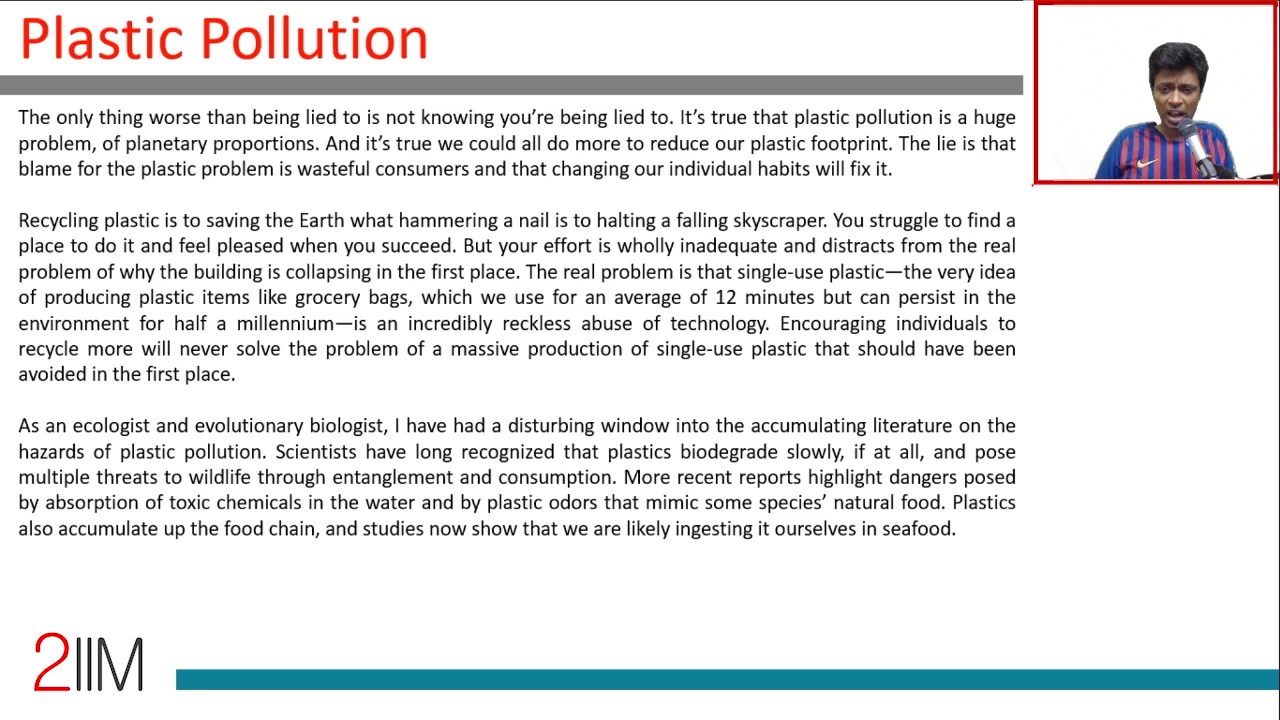 Plastic Pollution
The only thing worse than being lied to is not knowing you’re being lied to. It’s true that plastic pollution is a huge
problem, of planetary proportions. And it’s true we could all do more to reduce our plastic footprint. The lie is that
blame for the plastic problem is wasteful consumers and that changing our individual habits will fix it.
Recycling plastic is to saving the Earth what hammering a nail is to halting a falling skyscraper. You struggle to find a
place to do it and feel pleased when you succeed. But your effort is wholly inadequate and distracts from the real
problem of why the building is collapsing in the first place. The real problem is that single-use plastic—the very idea
of producing plastic items like grocery bags, which we use for an average of 12 minutes but can persist in the
environment for half a millennium—is an incredibly reckless abuse of technology. Encouraging individuals to
recycle more will never solve the problem of a massive production of single-use plastic that should have been
avoided in the first place.
As an ecologist and evolutionary biologist, I have had a disturbing window into the accumulating literature on the
hazards of plastic pollution. Scientists have long recognized that plastics biodegrade slowly, if at all, and pose
multiple threats to wildlife through entanglement and consumption. More recent reports highlight dangers posed
by absorption of toxic chemicals in the water and by plastic odors that mimic some species’ natural food. Plastics
also accumulate up the food chain, and studies now show that we are likely ingesting it ourselves in seafood.
2IIM